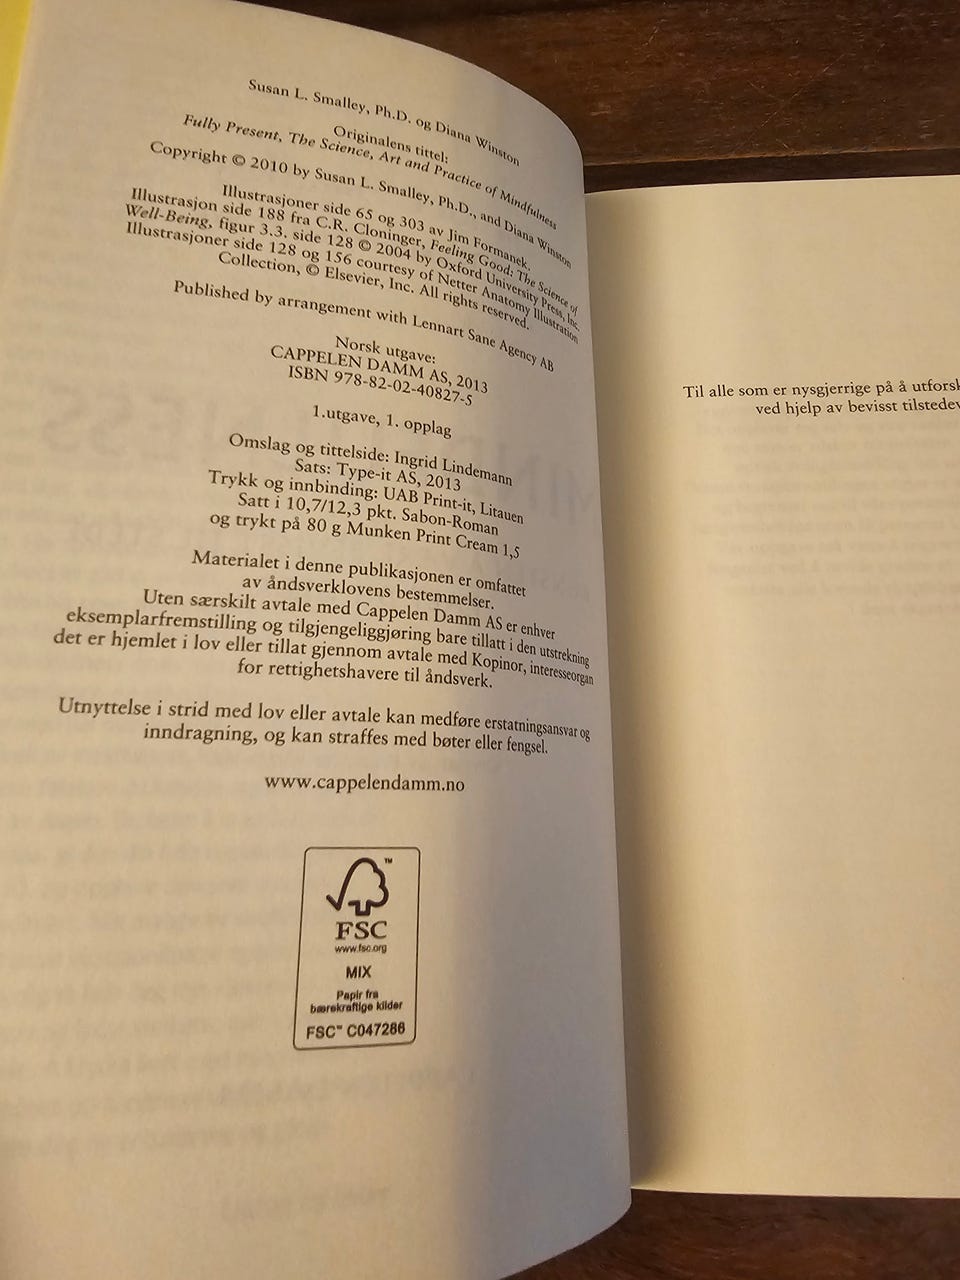 Susan L. Smalley, Ph.D. og Diana Winston
Originalens tittel:
Fully Present, The Science, Art and Practice of Mindfulness
Copyright © 2010 by Susan L. Smalley, Ph.D., and Diana Winston
Illustrasjoner side 65 og 303 av Jim Formanek.
Illustrasjon side 188 fra C.R. Cloninger, Feeling Good: The Science of
Well-Being, figur 3.3. side 128 © 2004 by Oxford University Press, Inc.
Illustrasjoner side 128 og 156 courtesy of Netter Anatomy Illustration
Collection, © Elsevier, Inc. All rights reserved.
Published by arrangement with Lennart Sane Agency AB
Norsk utgave:
CAPPELEN DAMM AS, 2013
ISBN 978-82-02-40827-5
1.utgave, 1. opplag
Omslag og tittelside: Ingrid Lindemann
Sats: Type-it AS, 2013
Trykk og innbinding: UAB Print-it, Litauen
Satt i 10,7/12,3 pkt. Sabon-Roman
og trykt på 80 g Munken Print Cream 1,5
Materialet i denne publikasjonen er omfattet
av åndsverklovens bestemmelser.
Uten særskilt avtale med Cappelen Damm AS er enhver
eksemplarfremstilling og tilgjengeliggjøring bare tillatt i den utstrekning
det er hjemlet i lov eller tillat gjennom avtale med Kopinor, interesseorgan
for rettighetshavere til åndsverk.
Utnyttelse i strid med lov eller avtale kan medføre erstatningsansvar og
inndragning, og kan straffes med bøter eller fengsel.
www.cappelendamm.no
™
FSC
www.fsc.org
MIX
Papir fra
bærekraftige kilder
FSC™ C047286
Til alle som er nysgjerrige på å utforsk
ved hjelp av bevisst tilstedev